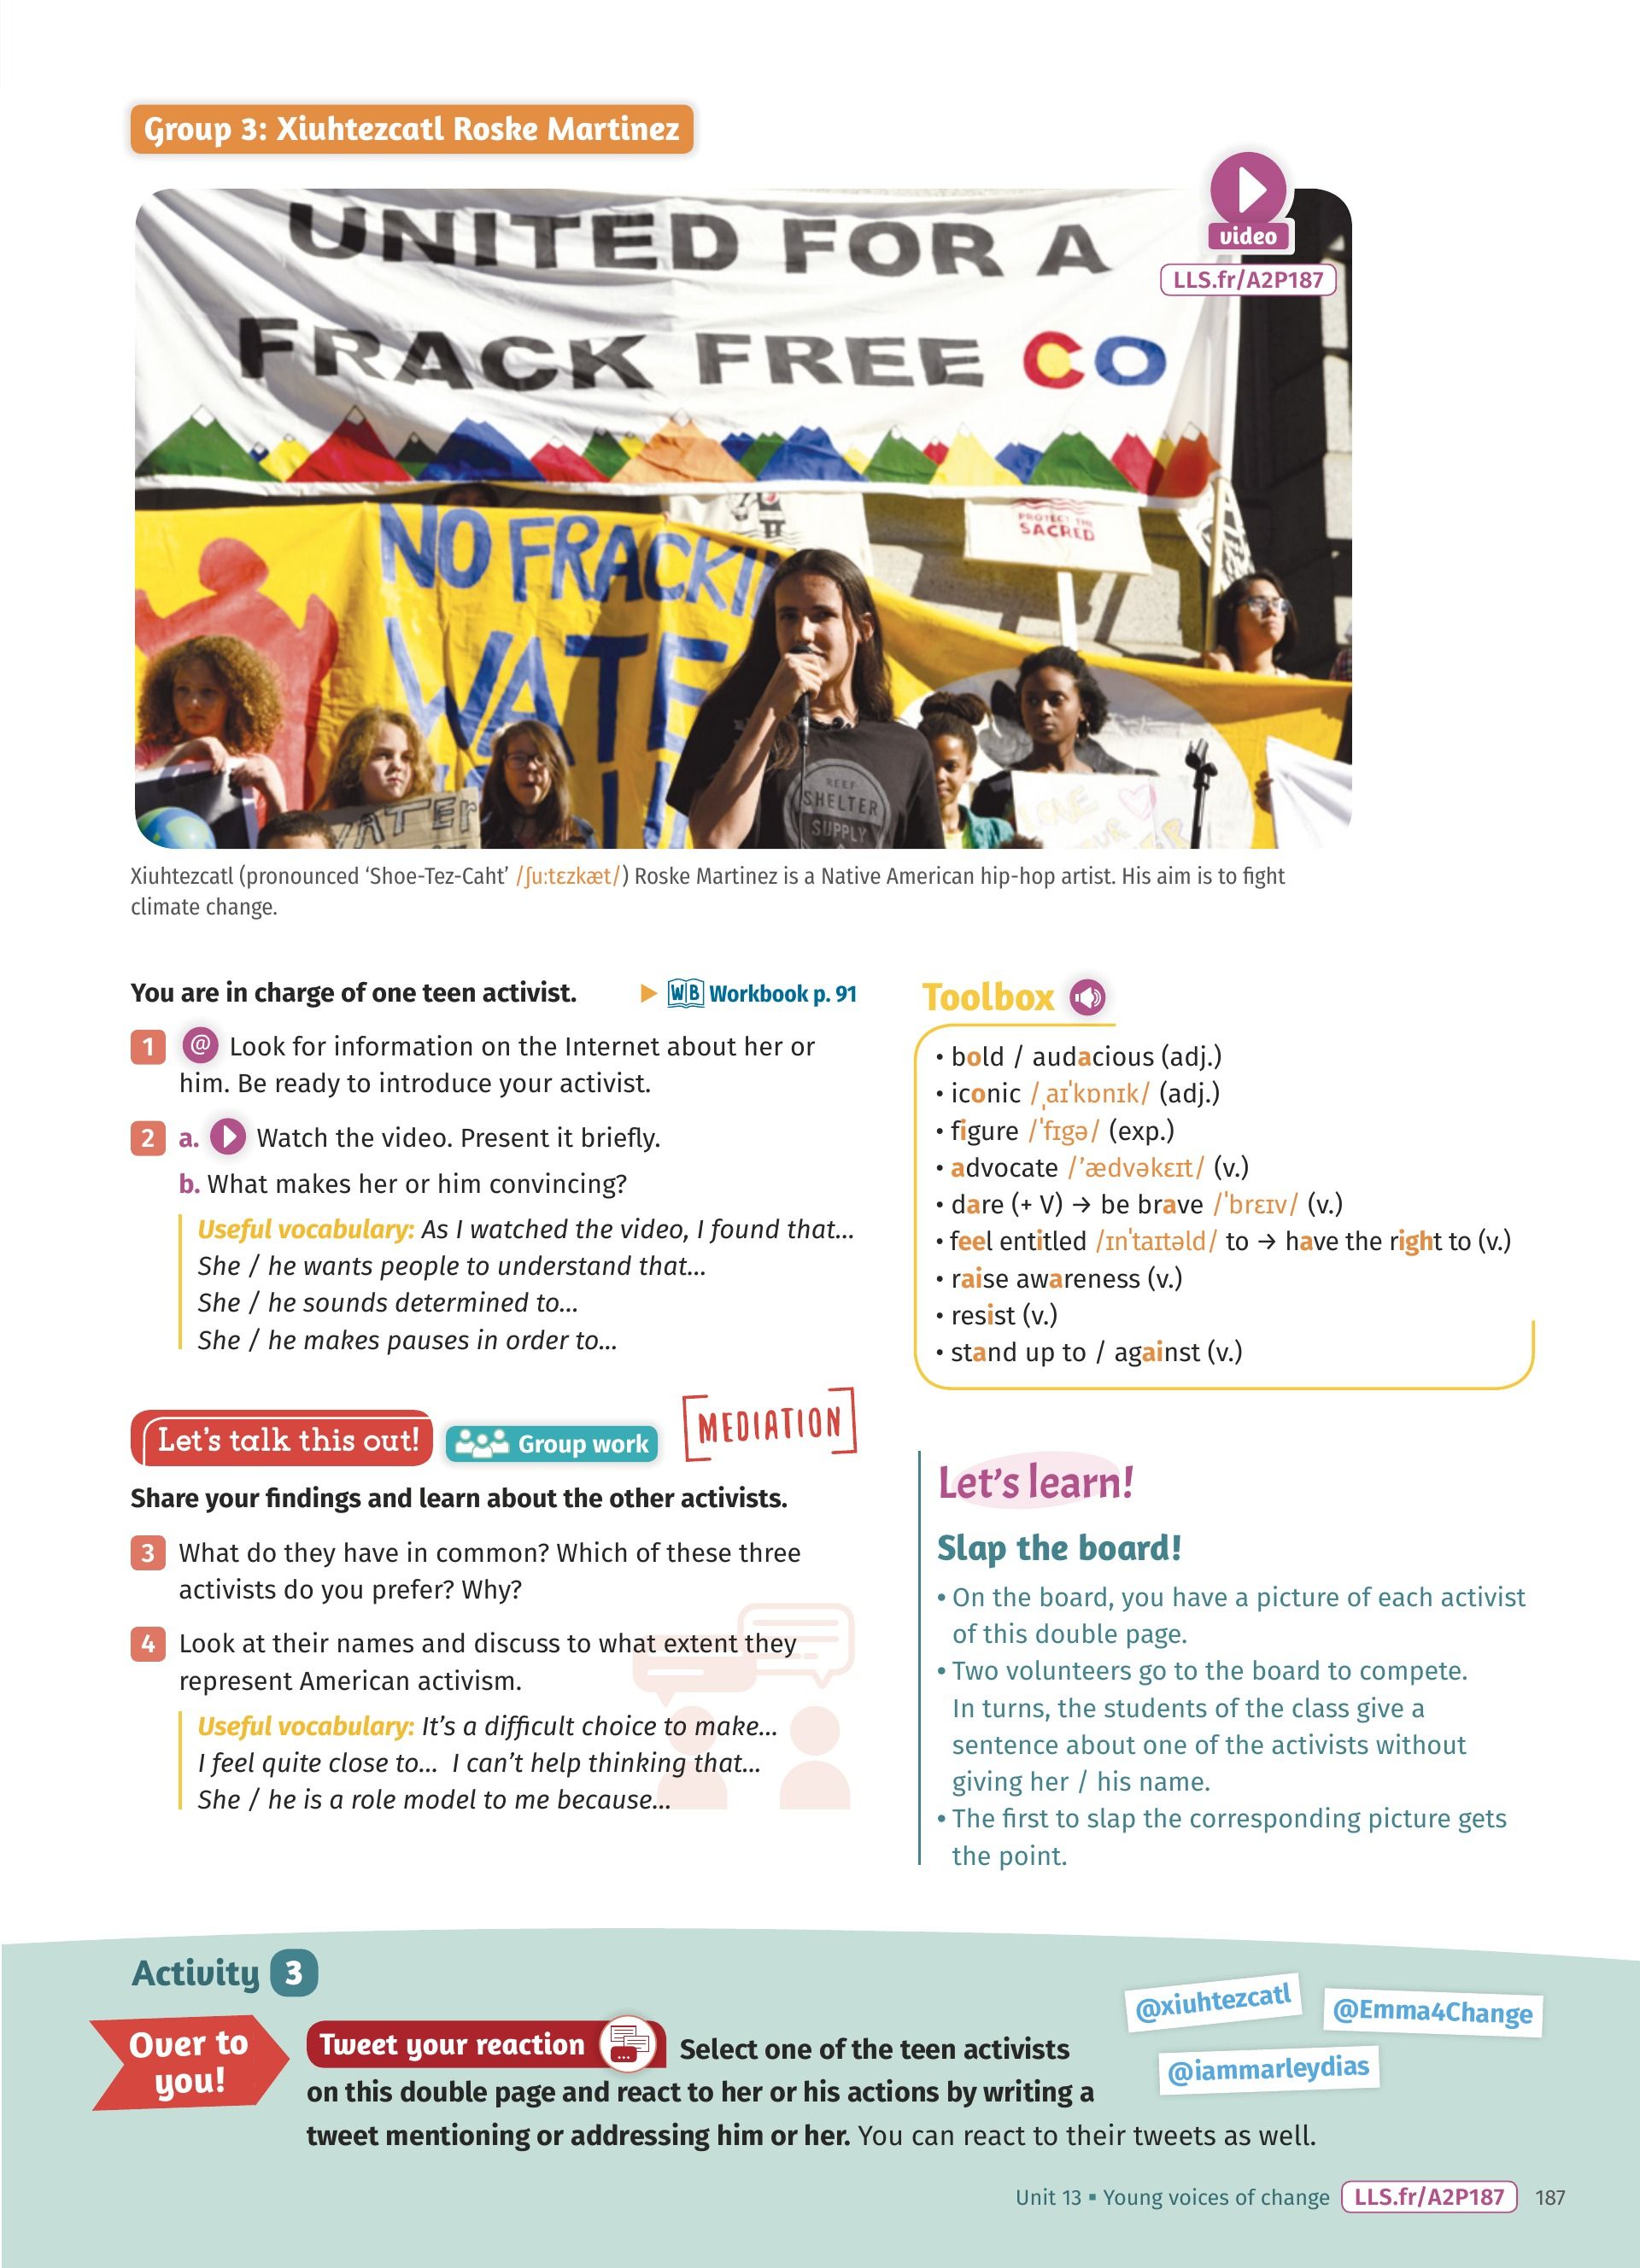 Group 3: Xiuhtezcatl Roske Martinez
video
LLS.fr/A2P187
UNITED FOR A
FRACK FREE CO
PROTECT THE
SACRED
NO FRACKI
WATE
WATER
REEF
SHELTER
SUPPLY
LOVE
Xiuhtezcatl (pronounced ‘Shoe-Tez-Caht’ /ʃuːtɛzkæt/) Roske Martinez is a Native American hip-hop artist. His aim is to fight
climate change.
You are in charge of one teen activist.
WB Workbook p. 91
1 @ Look for information on the Internet about her or
him. Be ready to introduce your activist.
2 a. Watch the video. Present it briefly.
b. What makes her or him convincing?
Useful vocabulary: As I watched the video, I found that...
She / he wants people to understand that...
She / he sounds determined to...
She / he makes pauses in order to...
Let’s talk this out!
Group work
MEDIATION
Share your findings and learn about the other activists.
3 What do they have in common? Which of these three
activists do you prefer? Why?
4 Look at their names and discuss to what extent they
represent American activism.
Useful vocabulary: It’s a difficult choice to make...
I feel quite close to... I can’t help thinking that...
She / he is a role model to me because...
Toolbox
• bold / audacious (adj.)
• iconic /ˌaɪˈkɒnɪk/ (adj.)
• figure /ˈfɪgə/ (exp.)
• advocate /’ædvəkɛɪt/ (v.)
• dare (+ V) → be brave /ˈbrɛɪv/ (v.)
• feel entitled /ɪnˈtaɪtəld/ to → have the right to (v.)
• raise awareness (v.)
• resist (v.)
• stand up to / against (v.)
Let’s learn!
Slap the board!
• On the board, you have a picture of each activist
of this double page.
• Two volunteers go to the board to compete.
In turns, the students of the class give a
sentence about one of the activists without
giving her / his name.
• The first to slap the corresponding picture gets
the point.
Activity 3
Over to
you!
Tweet your reaction ... Select one of the teen activists
on this double page and react to her or his actions by writing a
tweet mentioning or addressing him or her. You can react to their tweets as well.
@xiuhtezcatl
@Emma4Change
@iammarleydias
Unit 13 ▪ Young voices of change LLS.fr/A2P187 187